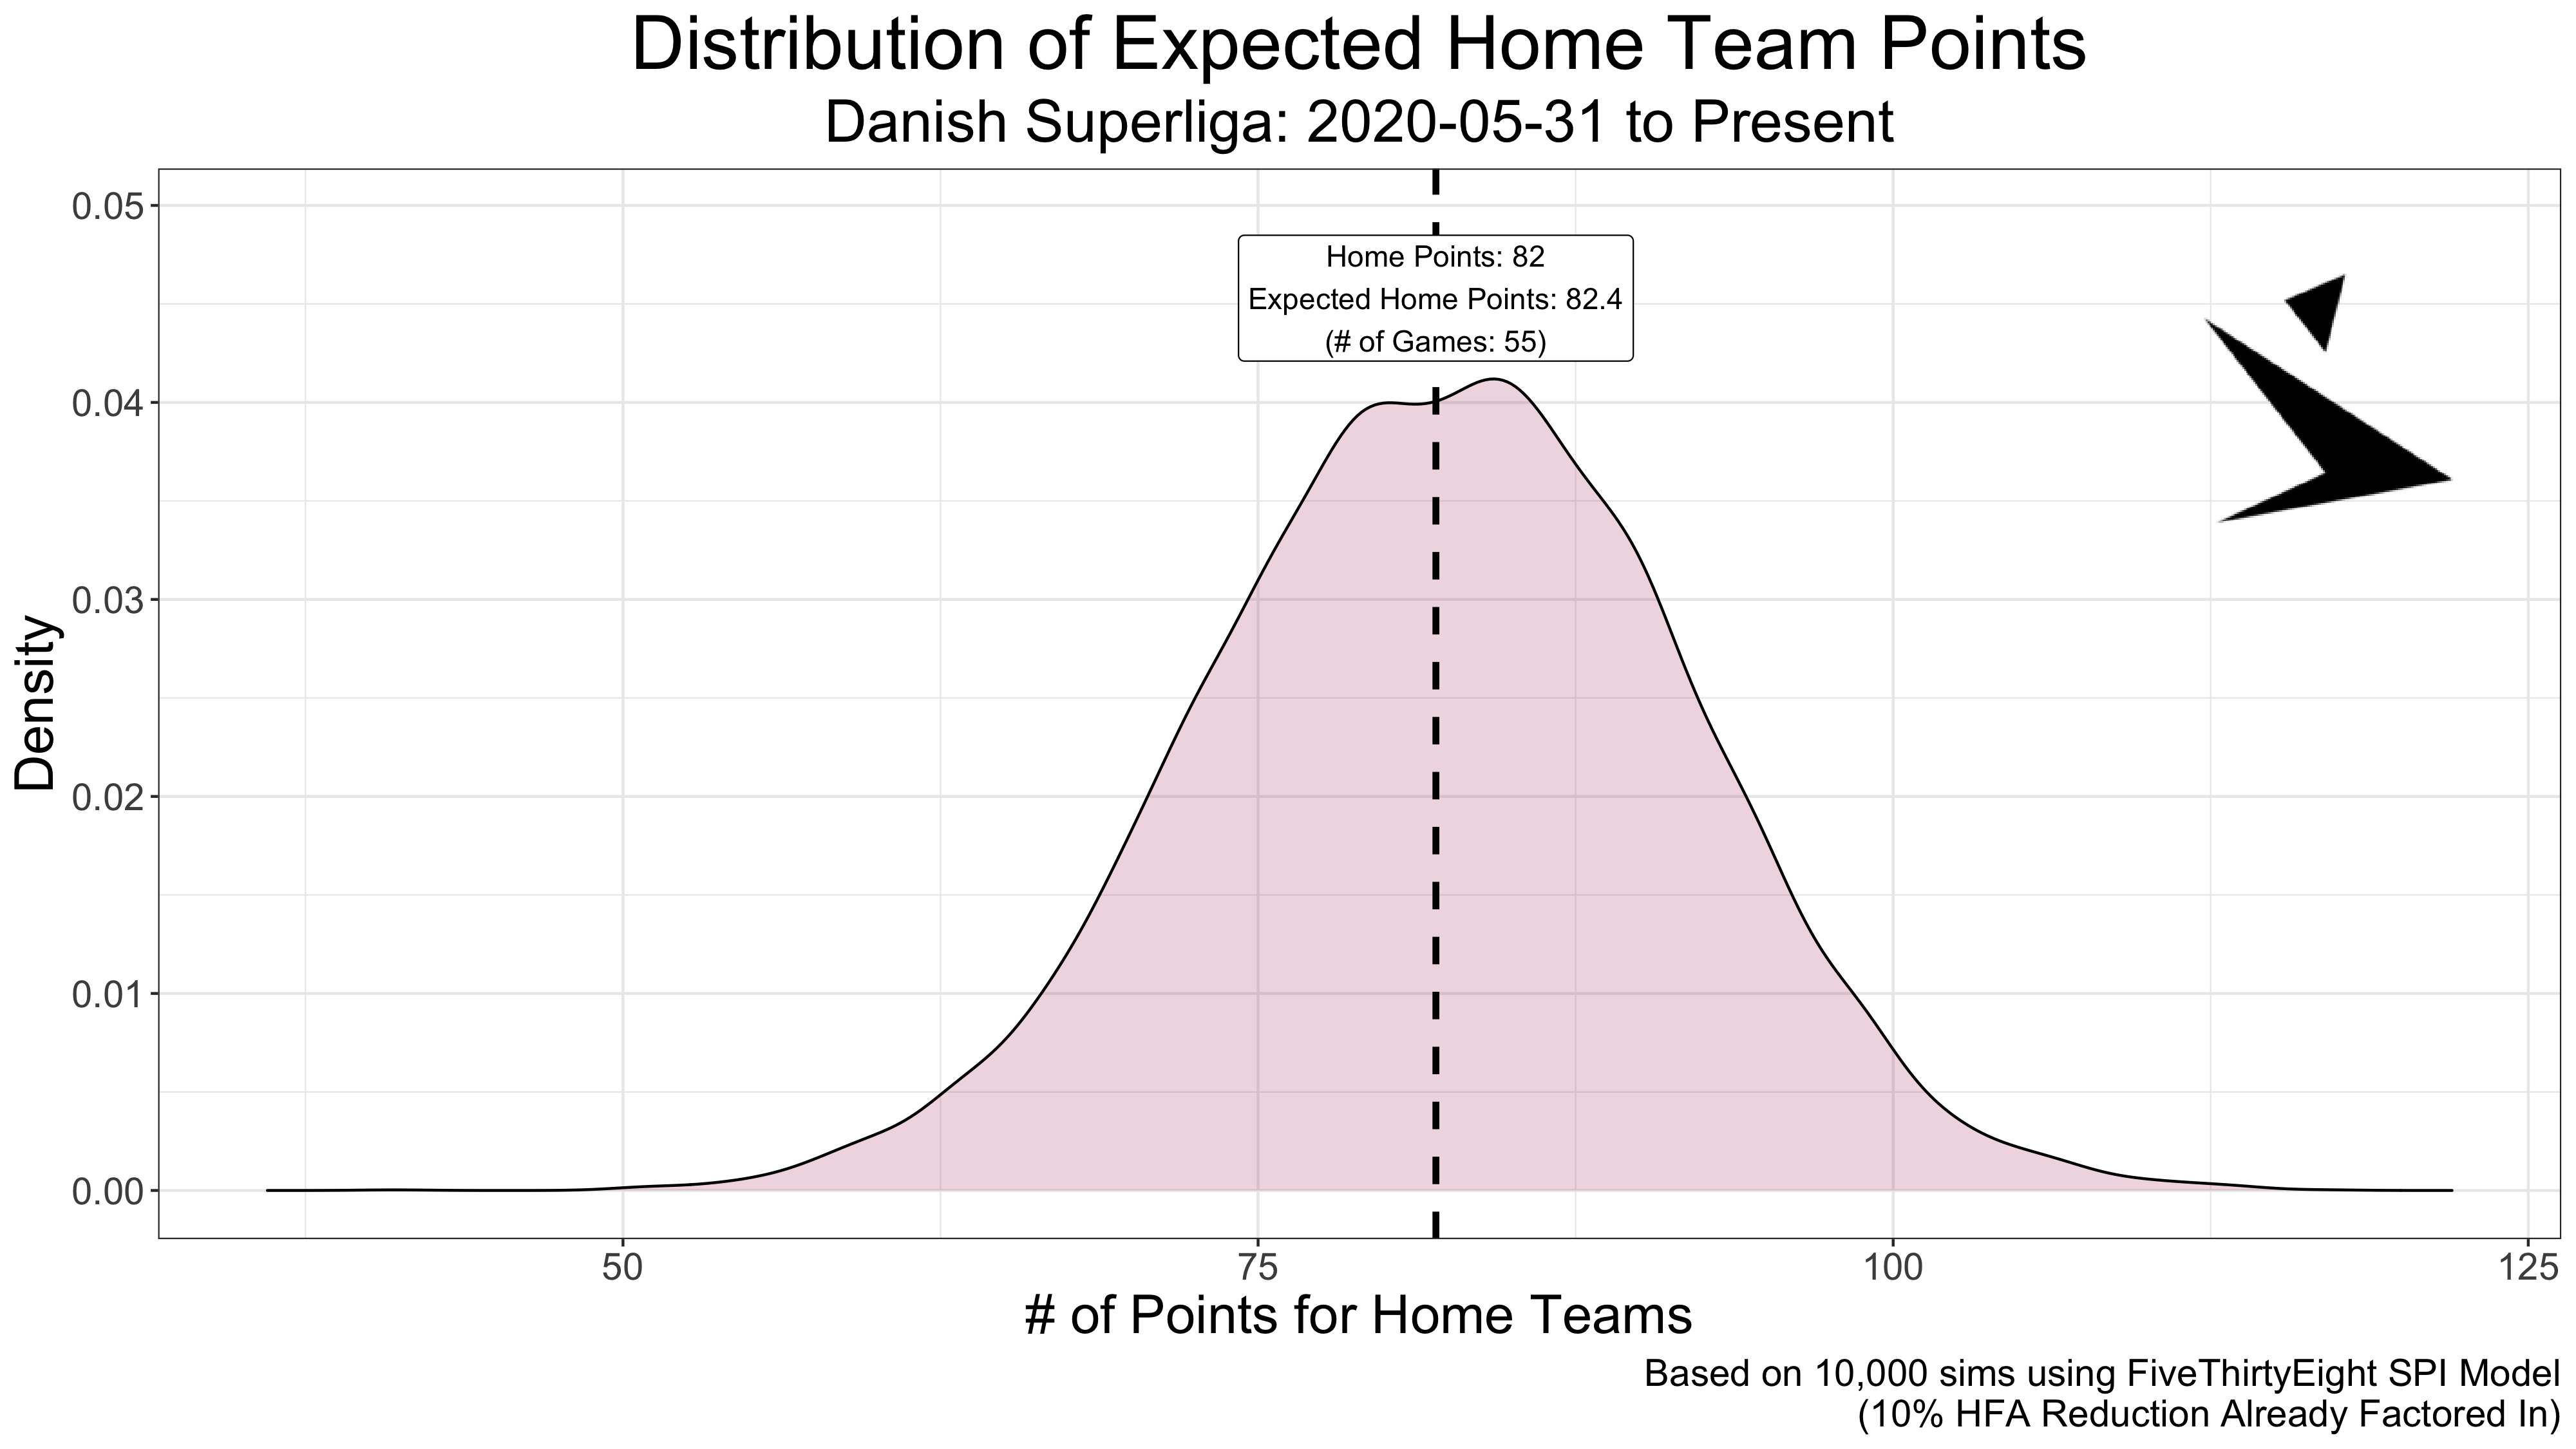 Distribution of Expected Home Team Points
Danish Superliga: 2020-05-31 to Present
0.05
0.04
0.03
0.02
0.01
0.00
Density
Home Points: 82
Expected Home Points: 82.4
(# of Games: 55)
50
75
100
125
# of Points for Home Teams
Based on 10,000 sims using FiveThirtyEight SPI Model
(10% HFA Reduction Already Factored In)